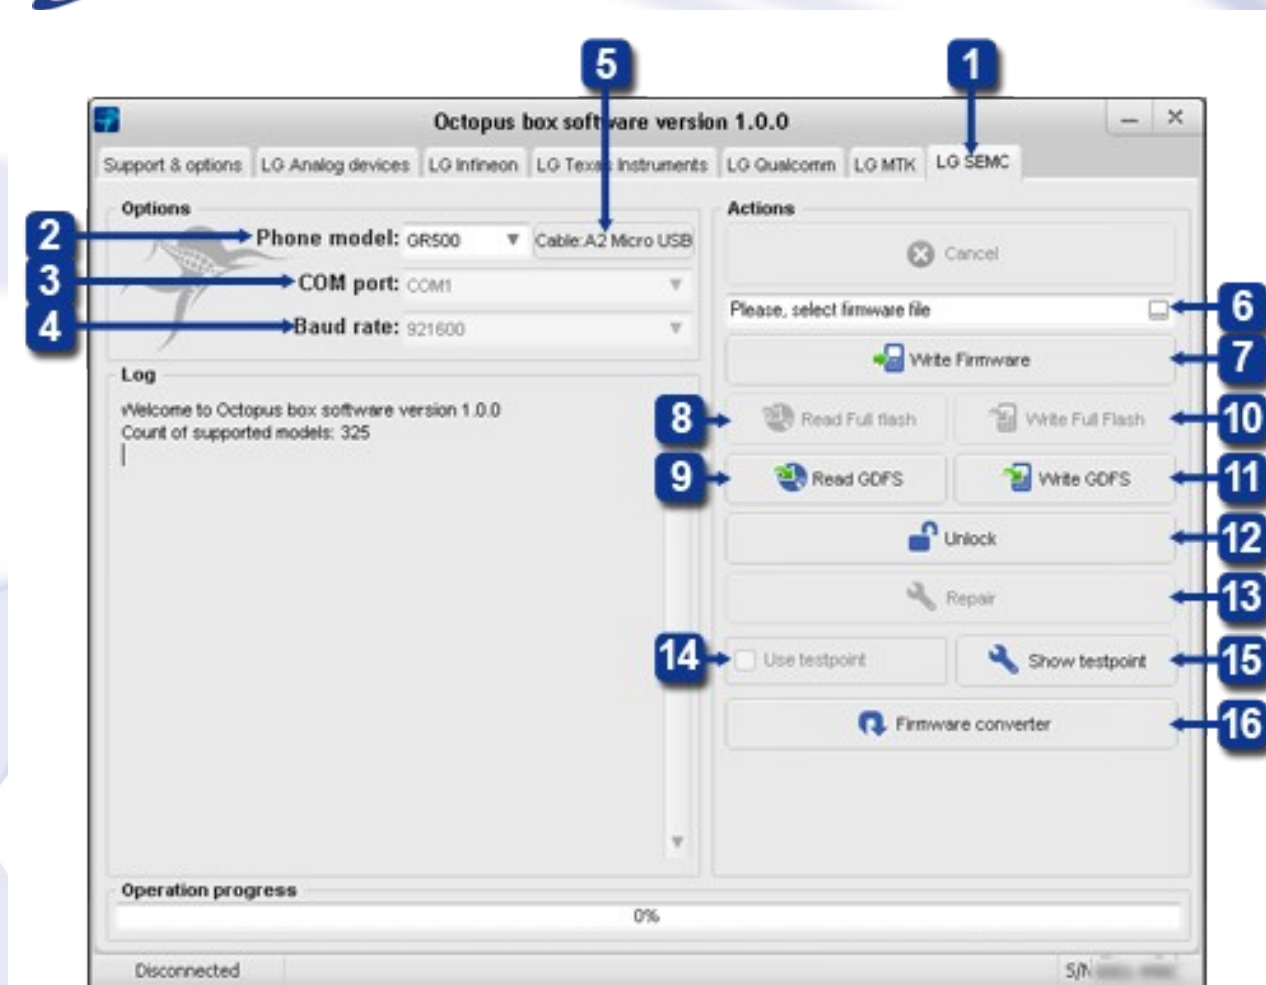 5
1
Octopus box software version 1.0.0
Support & options LG Analog devices LG Infineon LG Texas Instruments LG Qualcomm LG MTK LG SEMC
Options
2
Phone model: GR500 Cable:A2 Micro USB
3
COM port: COM1
4
Baud rate: 921600
Log
Welcome to Octopus box software version 1.0.0
Count of supported models: 325
Actions
Cancel
Please, select firmware file
6
Write Firmware
7
8
Read Full flash
Write Full Flash
10
9
Read GDFS
Write GDFS
11
Unlock
12
Repair
13
14
Use testpoint
Show testpoint
15
Firmware converter
16
Operation progress
0%
Disconnected
S/N